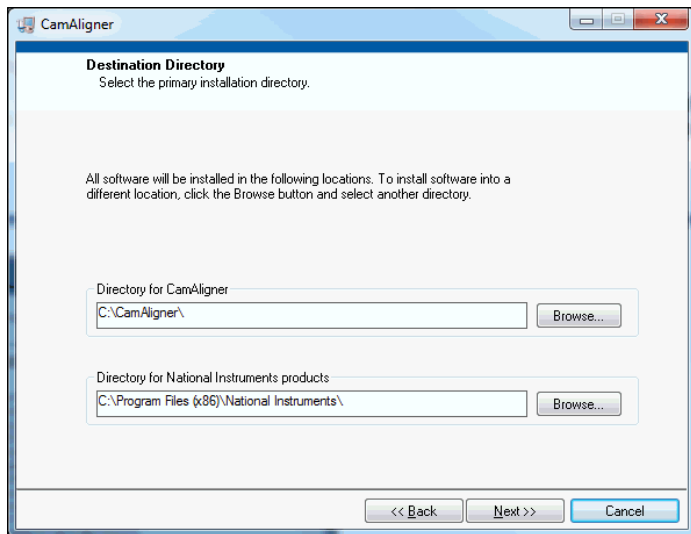 CamAligner
Destination Directory
Select the primary installation directory.
All software will be installed in the following locations. To install software into a
different location, click the Browse button and select another directory.
Directory for CamAligner
C:\CamAligner\
Browse...
Directory for National Instruments products
C:\Program Files (x86)\National Instruments\
Browse...
<< Back
Next >>
Cancel